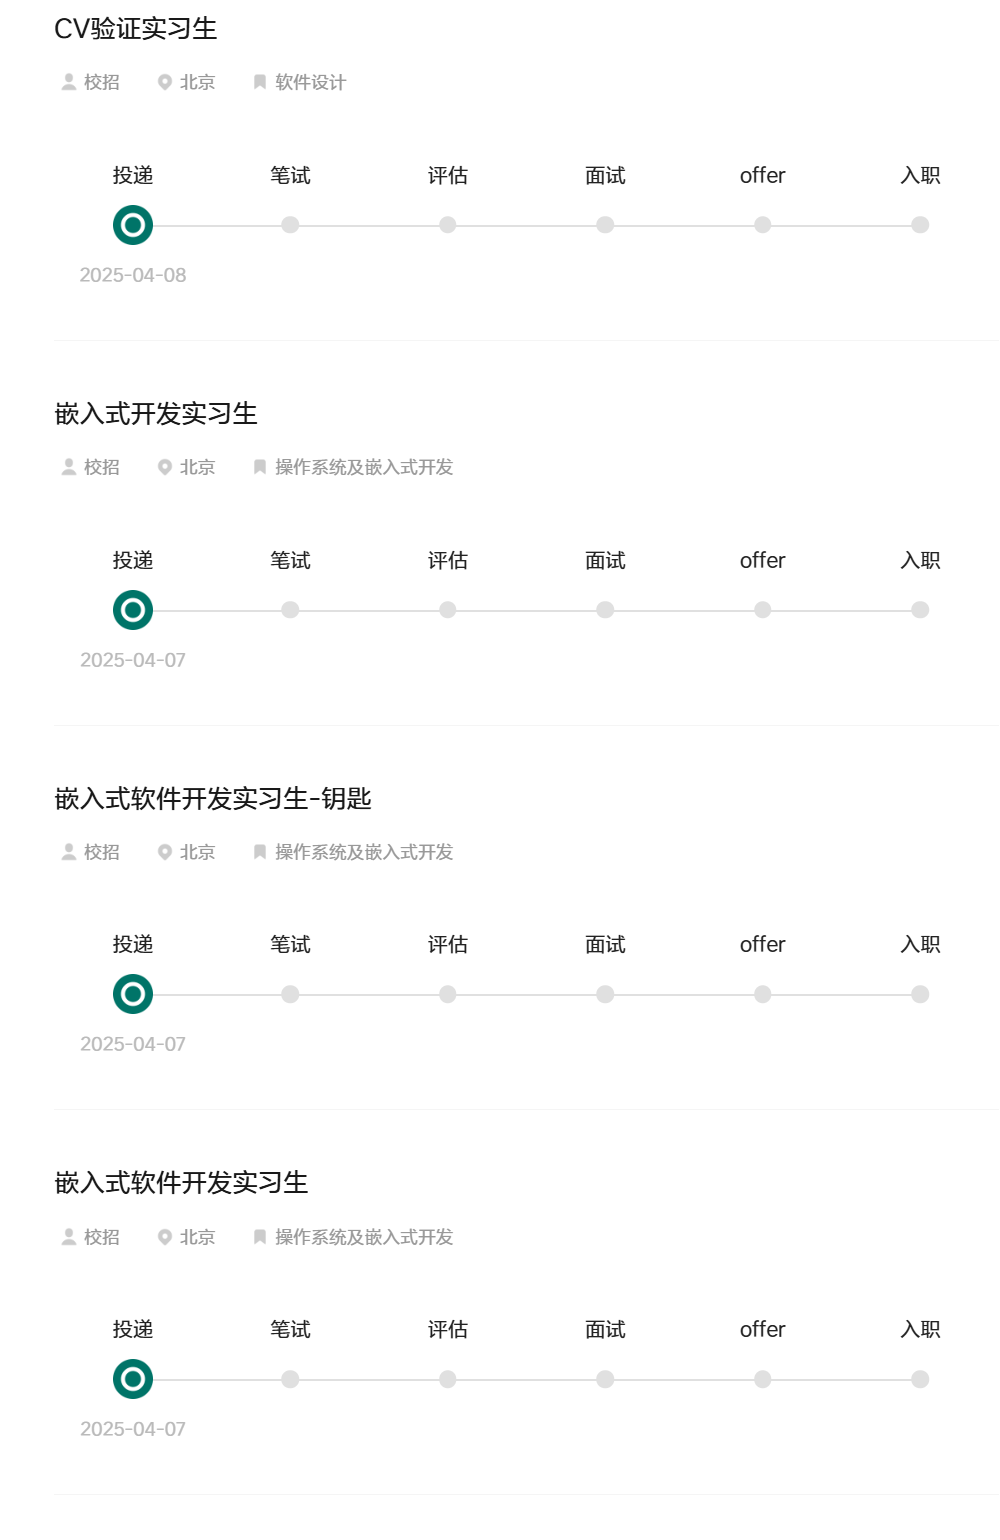 CV验证实习生
校招 北京 软件设计
投递 笔试 评估 面试 offer 入职
2025-04-08
嵌入式开发实习生
校招 北京 操作系统及嵌入式开发
投递 笔试 评估 面试 offer 入职
2025-04-07
嵌入式软件开发实习生-钥匙
校招 北京 操作系统及嵌入式开发
投递 笔试 评估 面试 offer 入职
2025-04-07
嵌入式软件开发实习生
校招 北京 操作系统及嵌入式开发
投递 笔试 评估 面试 offer 入职
2025-04-07